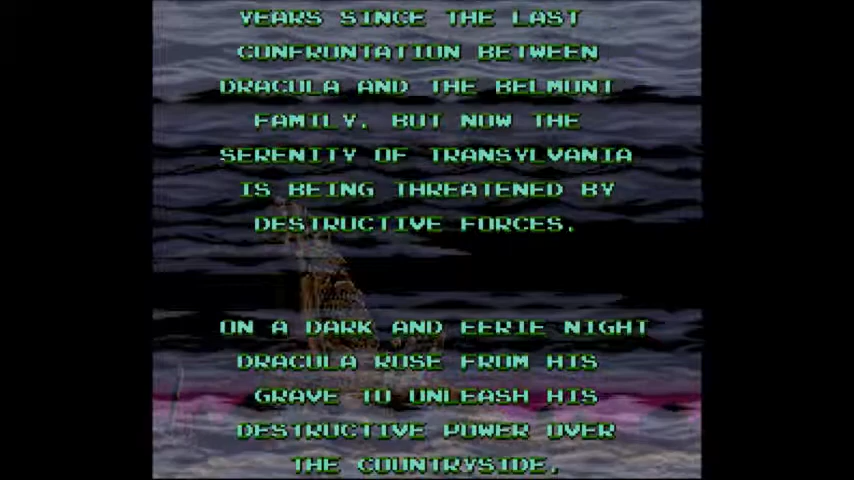 YEARS SINCE THE LAST
CONFRONTATION BETWEEN
DRACULA AND THE BELMONT
FAMILY. BUT NOW THE
SERENITY OF TRANSYLVANIA
IS BEING THREATENED BY
DESTRUCTIVE FORCES.
ON A DARK AND EERIE NIGHT
DRACULA ROSE FROM HIS
GRAVE TO UNLEASH HIS
DESTRUCTIVE POWER OVER
THE COUNTRYSIDE.